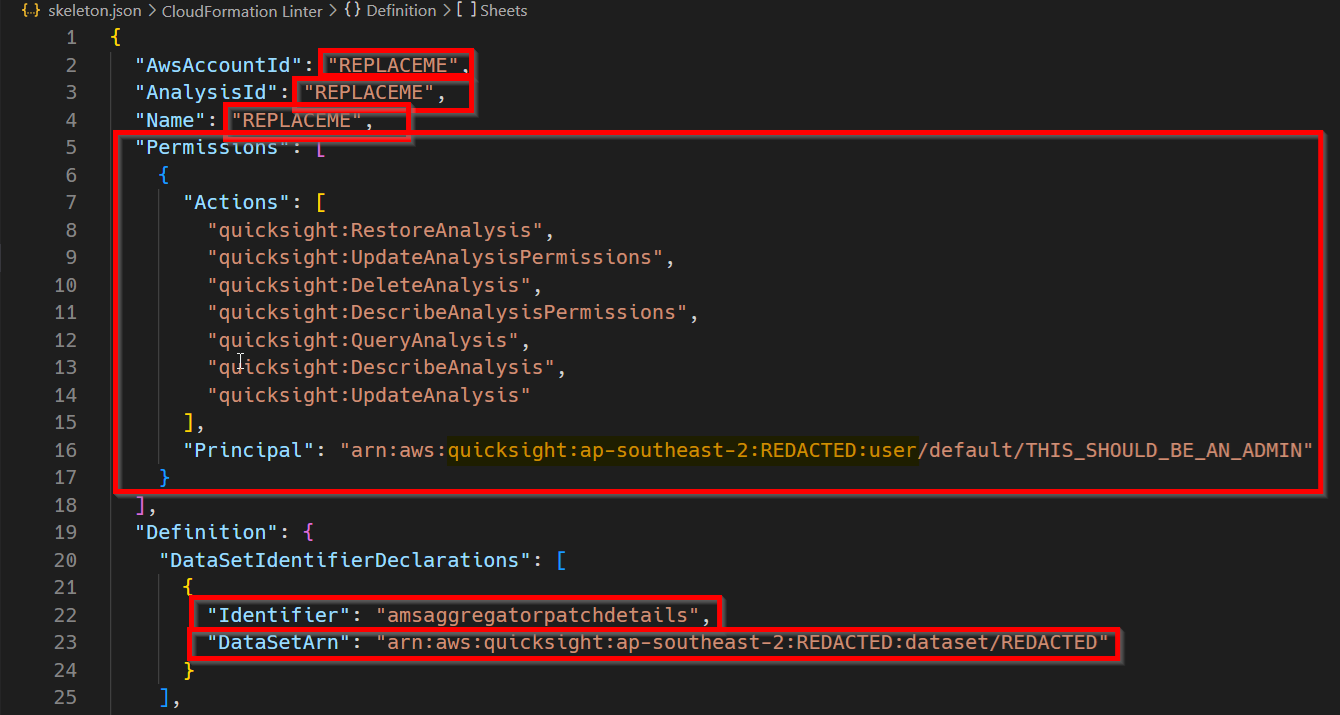 {..} skeleton.json > CloudFormation Linter > {} Definition > [ ] Sheets
1 {
2 "AwsAccountId": "REPLACEME",
3 "AnalysisId": "REPLACEME",
4 "Name": "REPLACEME",
5 "Permissions": [
6 {
7 "Actions": [
8 "quicksight:RestoreAnalysis",
9 "quicksight:UpdateAnalysisPermissions",
10 "quicksight:DeleteAnalysis",
11 "quicksight:DescribeAnalysisPermissions",
12 "quicksight:QueryAnalysis",
13 "quicksight:DescribeAnalysis",
14 "quicksight:UpdateAnalysis"
15 ],
16 "Principal": "arn:aws:quicksight:ap-southeast-2:REDACTED:user/default/THIS_SHOULD_BE_AN_ADMIN"
17 }
18 ],
19 "Definition": {
20 "DataSetIdentifierDeclarations": [
21 {
22 "Identifier": "amsaggregatorpatchdetails",
23 "DataSetArn": "arn:aws:quicksight:ap-southeast-2:REDACTED:dataset/REDACTED"
24 }
25 ],